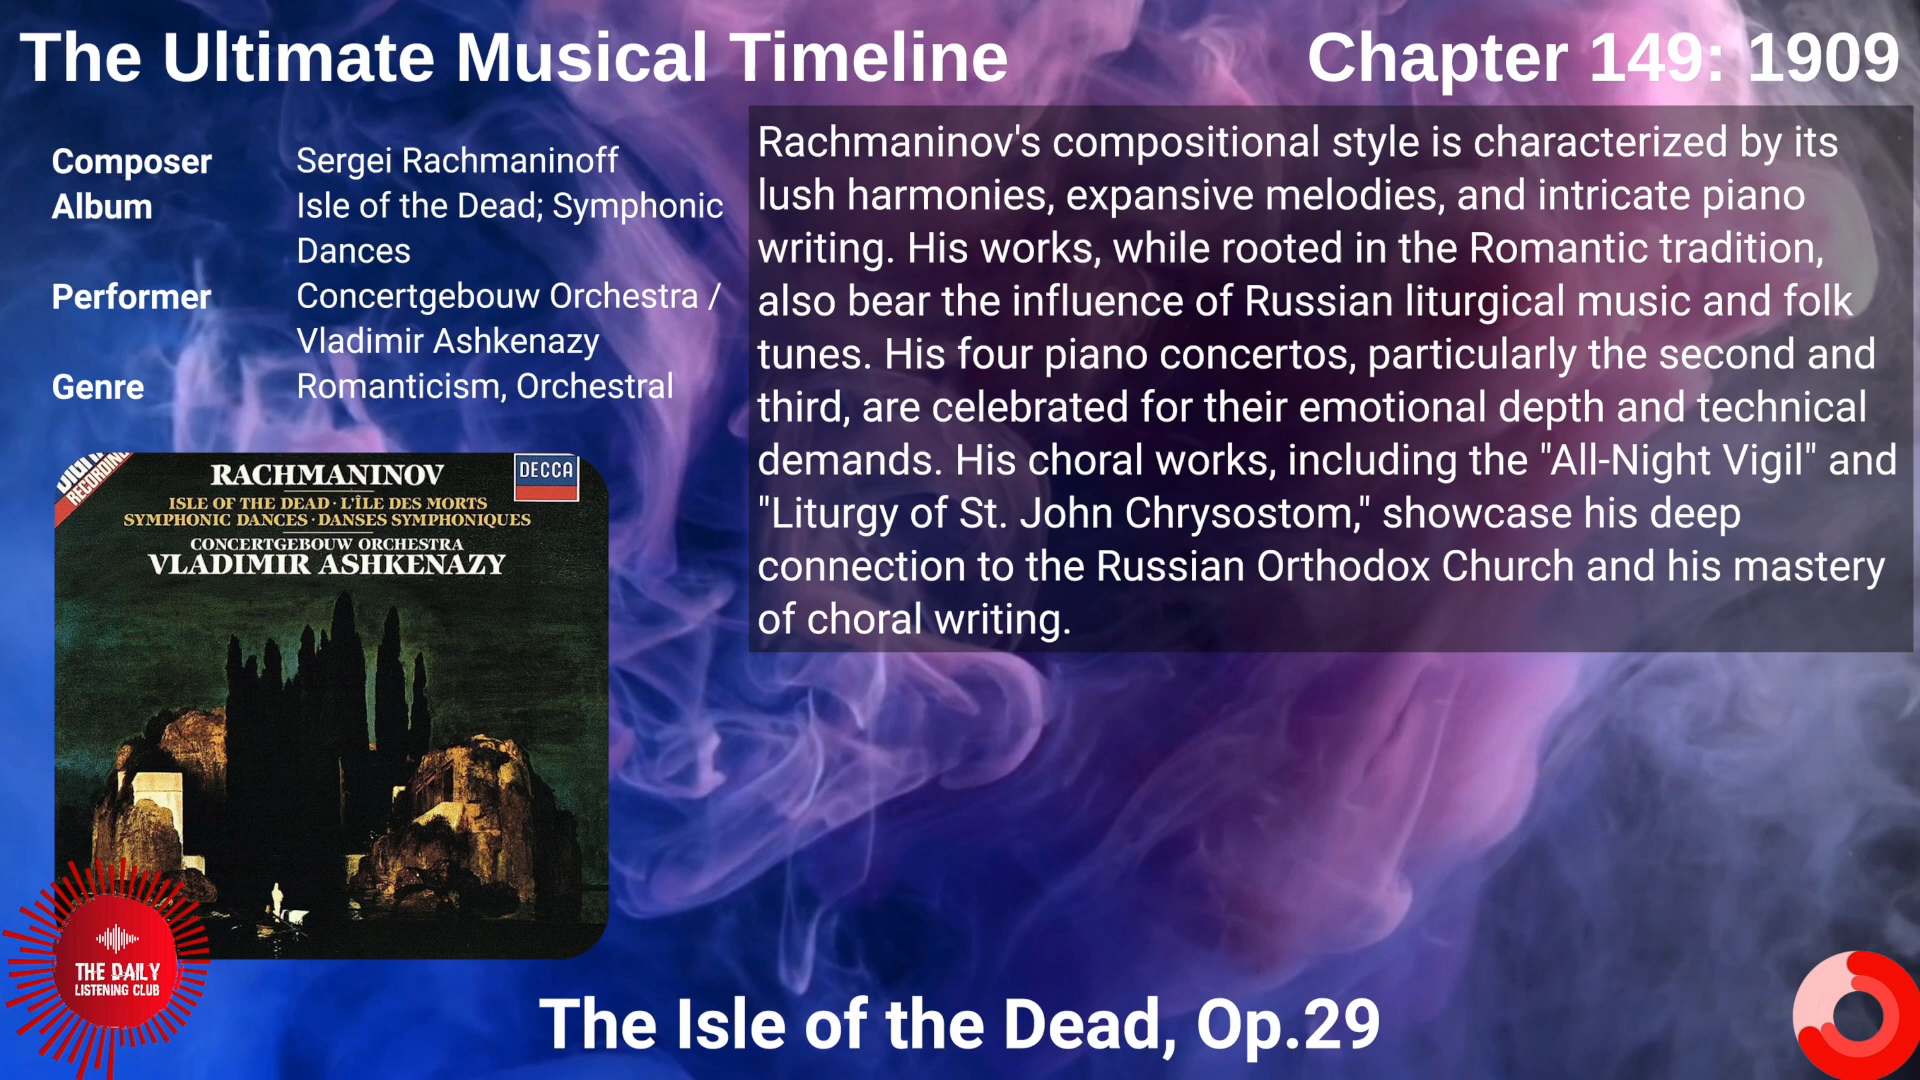 The Ultimate Musical Timeline
Chapter 149: 1909
Composer Sergei Rachmaninoff
Album Isle of the Dead; Symphonic
Dances
Performer Concertgebouw Orchestra /
Vladimir Ashkenazy
Genre Romanticism, Orchestral
Rachmaninov's compositional style is characterized by its
lush harmonies, expansive melodies, and intricate piano
writing. His works, while rooted in the Romantic tradition,
also bear the influence of Russian liturgical music and folk
tunes. His four piano concertos, particularly the second and
third, are celebrated for their emotional depth and technical
demands. His choral works, including the "All-Night Vigil" and
"Liturgy of St. John Chrysostom," showcase his deep
connection to the Russian Orthodox Church and his mastery
of choral writing.
RECORDING
DECCA
RACHMANINOV
ISLE OF THE DEAD · L'ÎLE DES MORTS
SYMPHONIC DANCES · DANSES SYMPHONIQUES
CONCERTGEBOUW ORCHESTRA
VLADIMIR ASHKENAZY
THE DAILY
LISTENING CLUB
The Isle of the Dead, Op.29